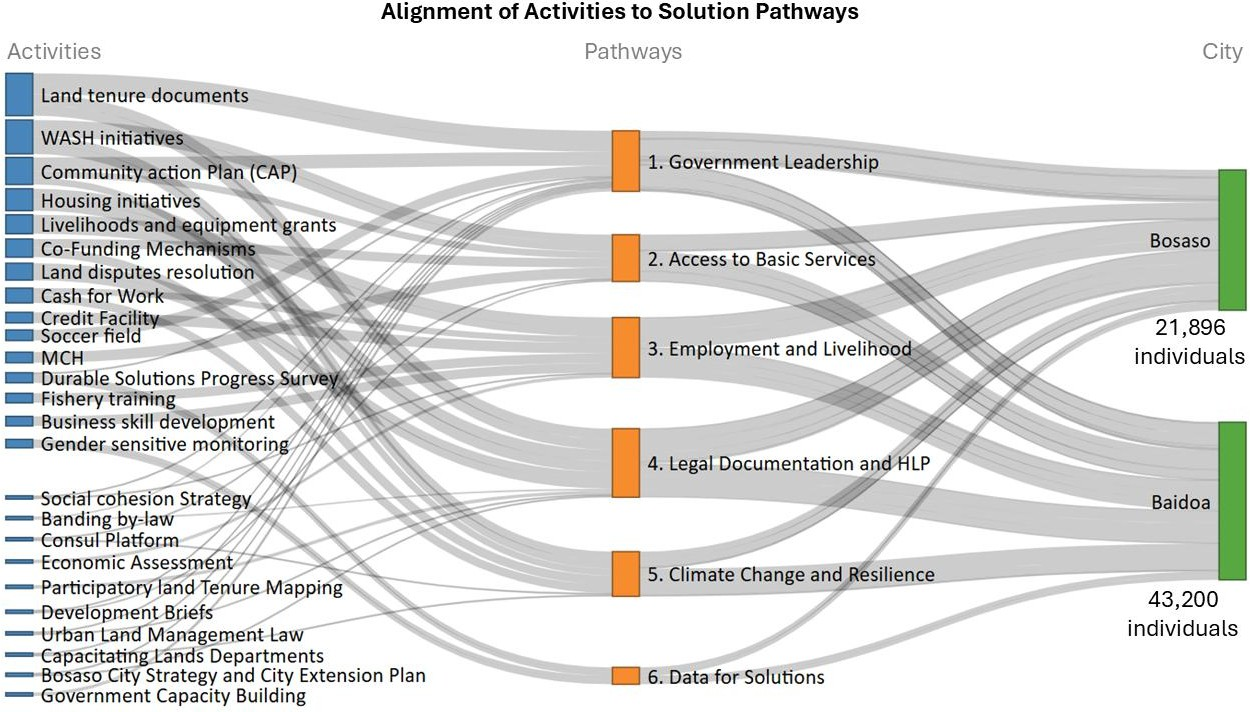 Alignment of Activities to Solution Pathways
Activities
Pathways
City
Land tenure documents
WASH initiatives
Community action Plan (CAP)
Housing initiatives
Livelihoods and equipment grants
Co-Funding Mechanisms
Land disputes resolution
Cash for Work
Credit Facility
Soccer field
MCH
Durable Solutions Progress Survey
Fishery training
Business skill development
Gender sensitive monitoring
Social cohesion Strategy
Banding by-law
Consul Platform
Economic Assessment
Participatory land Tenure Mapping
Development Briefs
Urban Land Management Law
Capacitating Lands Departments
Bosaso City Strategy and City Extension Plan
Government Capacity Building
1. Government Leadership
2. Access to Basic Services
3. Employment and Livelihood
4. Legal Documentation and HLP
5. Climate Change and Resilience
6. Data for Solutions
Bosaso
21,896
individuals
Baidoa
43,200
individuals